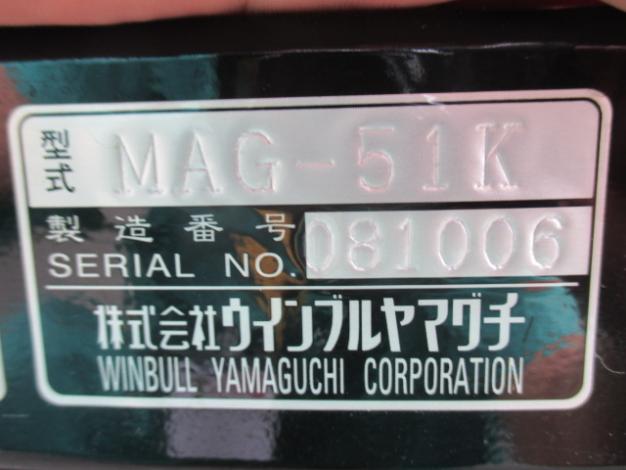 型式 MAG-51K
製造番号
SERIAL NO. 081006
株式会社ウインブルヤマグチ
WINBULL YAMAGUCHI CORPORATION